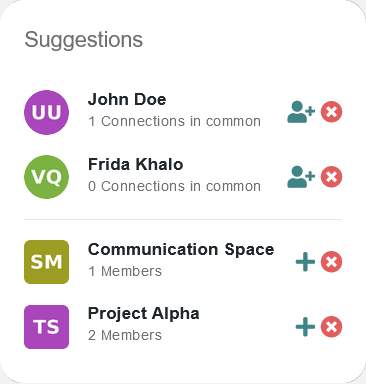 Suggestions
UU
John Doe
1 Connections in common
VQ
Frida Khalo
0 Connections in common
SM
Communication Space
1 Members
TS
Project Alpha
2 Members